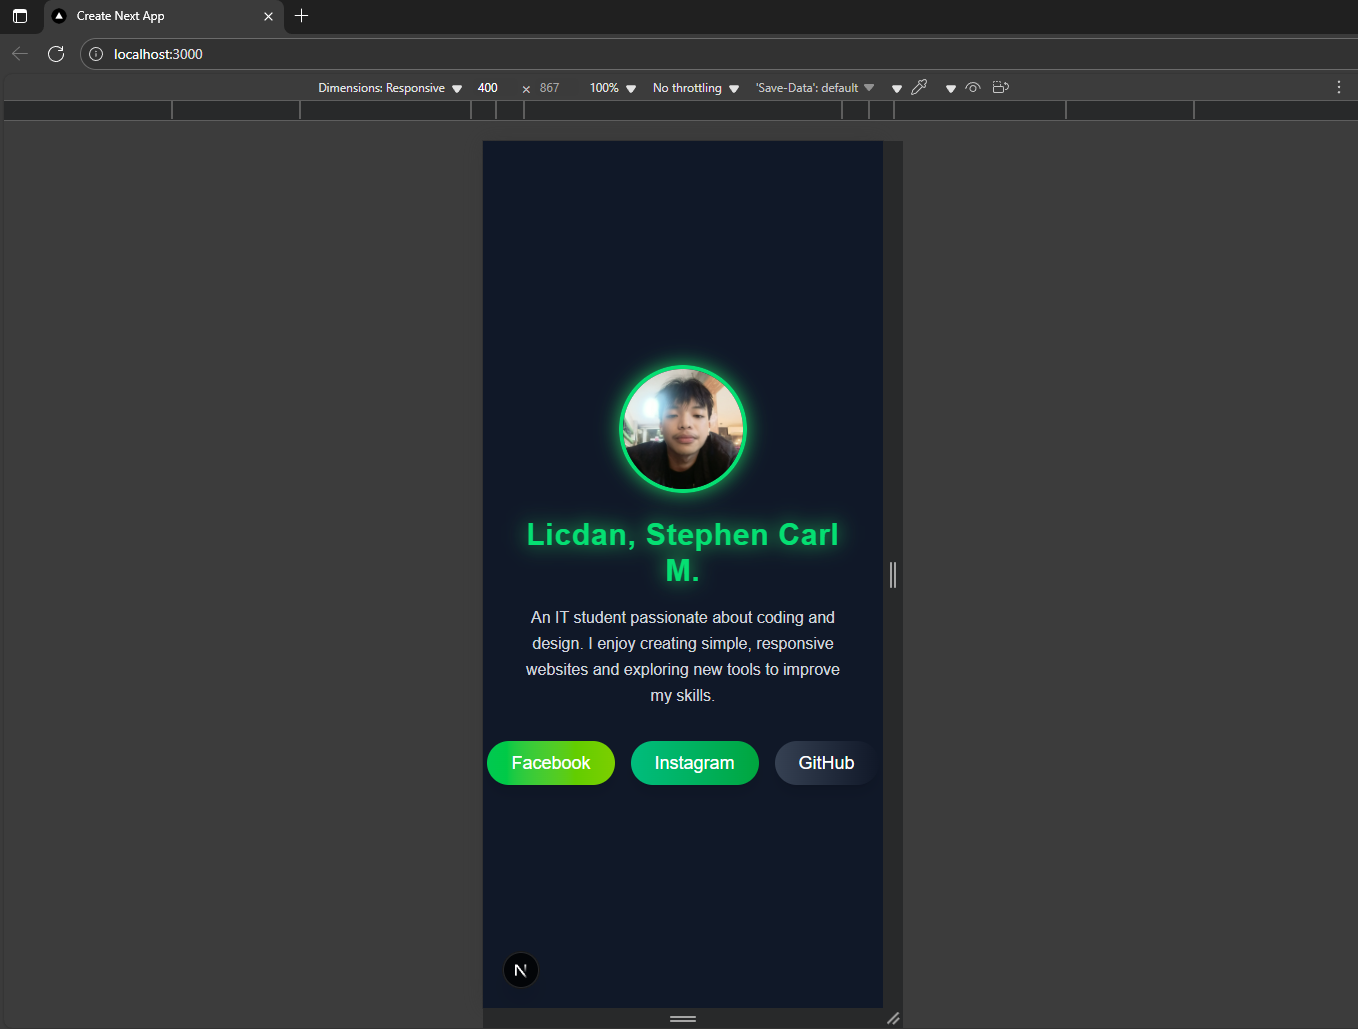 Create Next App
localhost:3000
Dimensions: Responsive 400 × 867 100% No throttling 'Save-Data': default
Licdan, Stephen Carl
M.
An IT student passionate about coding and
design. I enjoy creating simple, responsive
websites and exploring new tools to improve
my skills.
Facebook Instagram GitHub
N